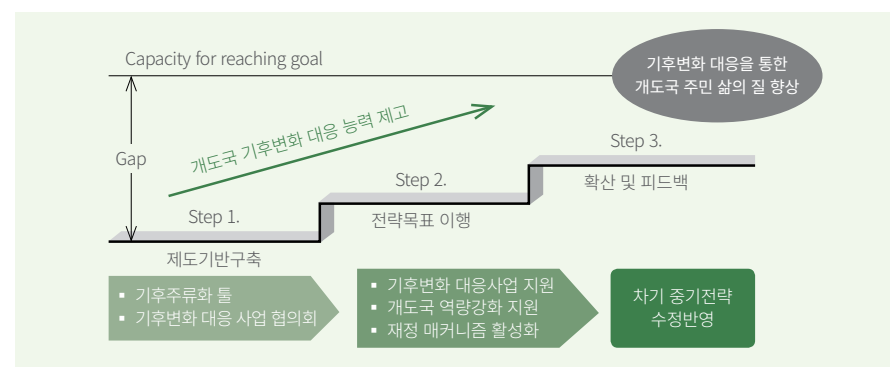 Capacity for reaching goal
기후변화 대응을 통한
개도국 주민 삶의 질 향상
개도국 기후변화 대응 능력 제고
Gap
Step 1.
제도기반구축
Step 2.
전략목표 이행
Step 3.
확산 및 피드백
▪ 기후주류화 툴
▪ 기후변화 대응 사업 협의회
▪ 기후변화 대응사업 지원
▪ 개도국 역량강화 지원
▪ 재정 매커니즘 활성화
차기 중기전략
수정반영